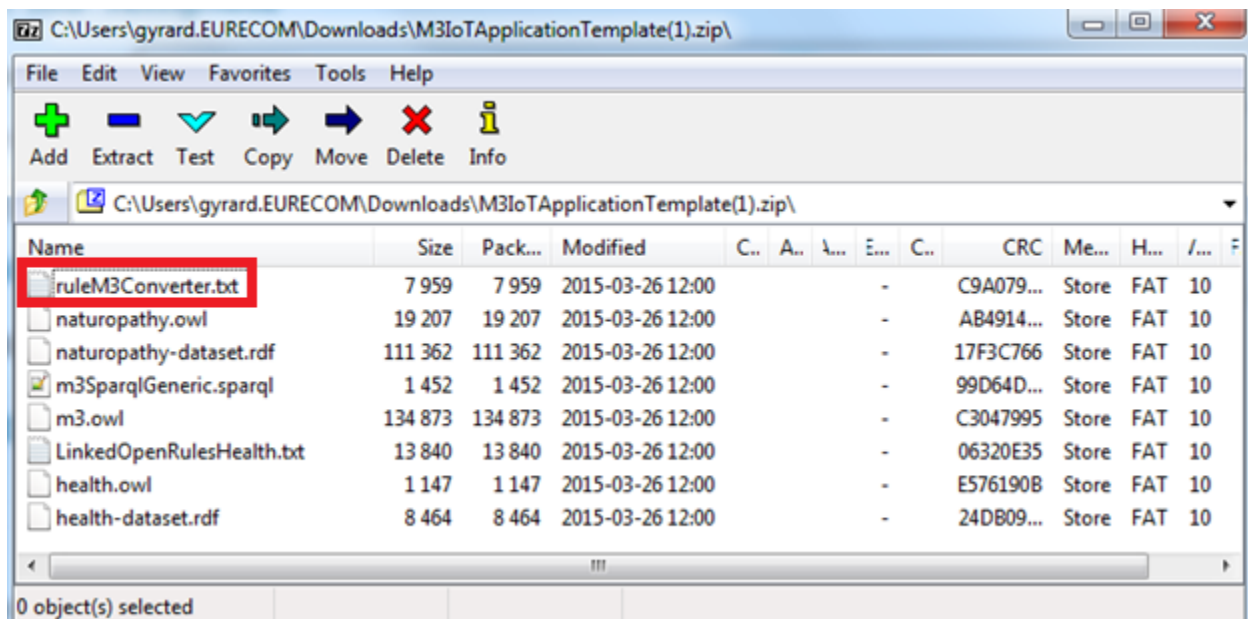 C:\Users\gyrard.EURECOM\Downloads\M3IoTApplicationTemplate(1).zip\
File Edit View Favorites Tools Help
Add Extract Test Copy Move Delete Info
C:\Users\gyrard.EURECOM\Downloads\M3IoTApplicationTemplate(1).zip\
Name Size Pack... Modified C... A... E... C... CRC Me... H... /...
ruleM3Converter.txt 7 959 7 959 2015-03-26 12:00 - C9A079... Store FAT 10
naturopathy.owl 19 207 19 207 2015-03-26 12:00 - AB4914... Store FAT 10
naturopathy-dataset.rdf 111 362 111 362 2015-03-26 12:00 - 17F3C766 Store FAT 10
m3SparqlGeneric.sparql 1 452 1 452 2015-03-26 12:00 - 99D64D... Store FAT 10
m3.owl 134 873 134 873 2015-03-26 12:00 - C3047995 Store FAT 10
LinkedOpenRulesHealth.txt 13 840 13 840 2015-03-26 12:00 - 06320E35 Store FAT 10
health.owl 1 147 1 147 2015-03-26 12:00 - E576190B Store FAT 10
health-dataset.rdf 8 464 8 464 2015-03-26 12:00 - 24DB09... Store FAT 10
0 object(s) selected